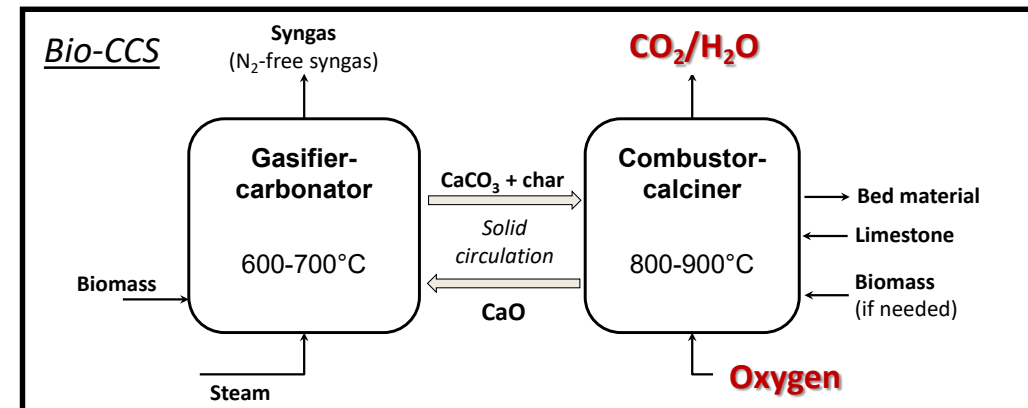 Bio-CCS
Syngas
(N₂-free syngas)
CO₂/H₂O
Gasifier-
carbonator
600-700°C
CaCO₃ + char
Solid
circulation
CaO
Combustor-
calciner
800-900°C
Bed material
Limestone
Biomass
(if needed)
Biomass
Steam
Oxygen